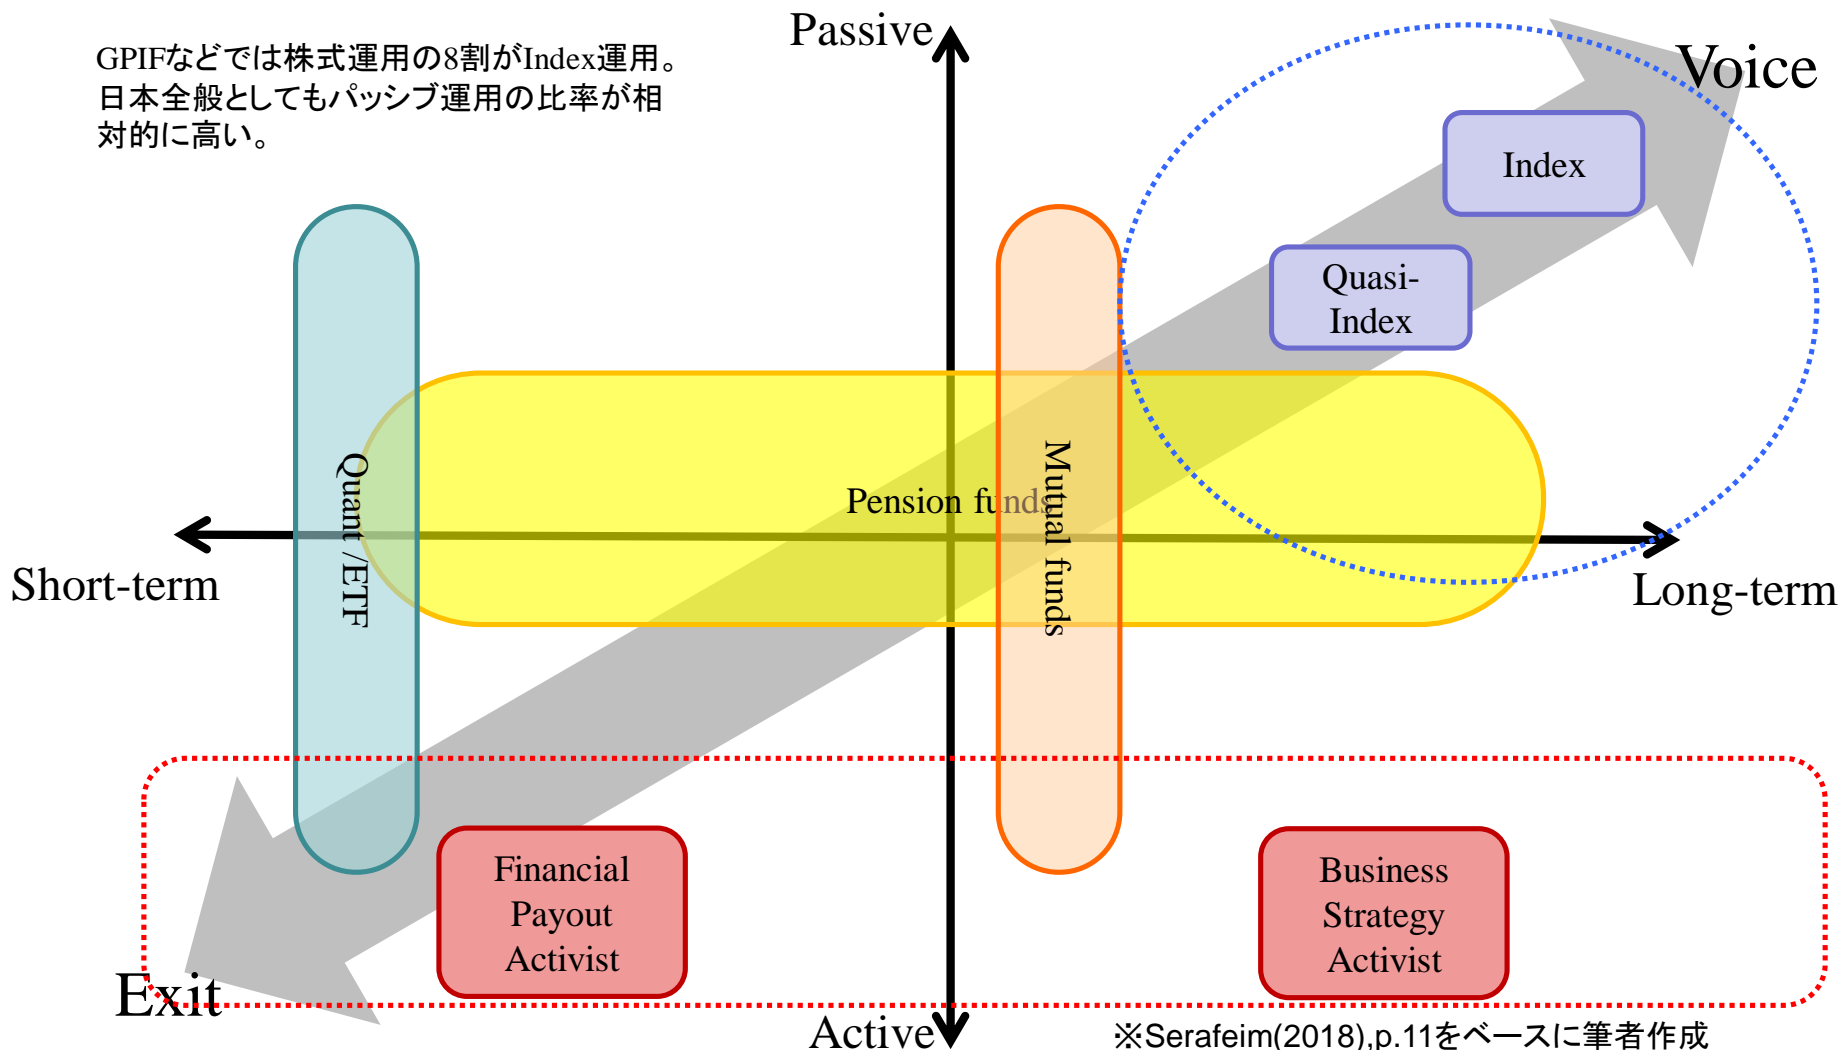 Passive
GPIFなどでは株式運用の8割がIndex運用。
日本全般としてもパッシブ運用の比率が相
対的に高い。
Voice
Index
Quasi-
Index
Quant /ETF
Pension funds
Mutual funds
Short-term
Long-term
Financial
Payout
Activist
Business
Strategy
Activist
Exit
Active
※Serafeim(2018),p.11をベースに筆者作成